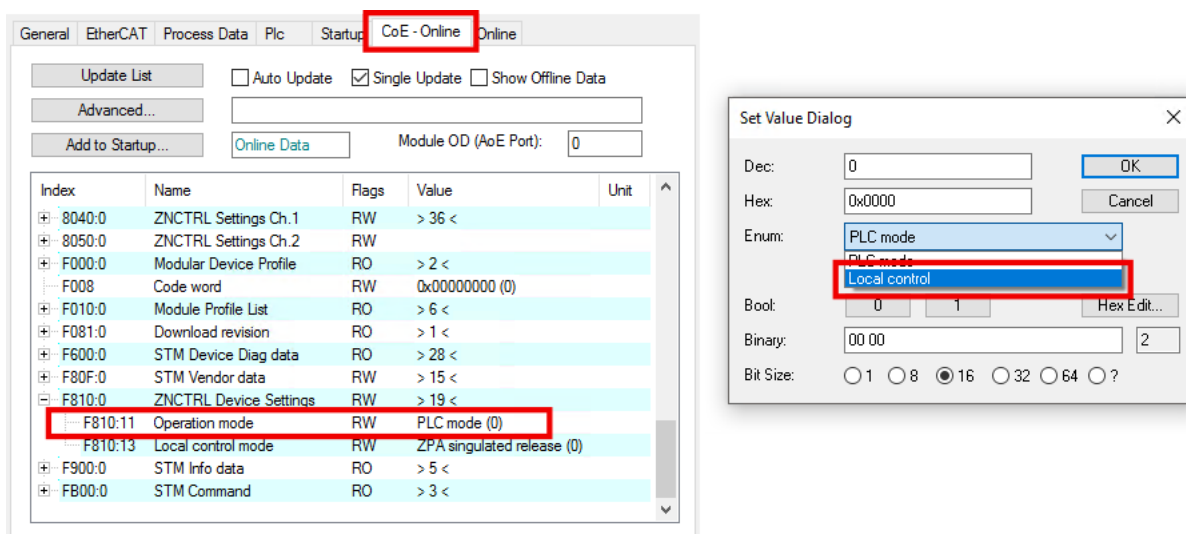 General EtherCAT Process Data Plc Startup CoE - Online Online
Update List Auto Update Single Update Show Offline Data
Advanced...
Add to Startup... Online Data Module OD (AoE Port): 0
Index Name Flags Value Unit
8040:0 ZNCTRL Settings Ch.1 RW > 36 <
8050:0 ZNCTRL Settings Ch.2 RW
F000:0 Modular Device Profile RO > 2 <
F008 Code word RW 0x00000000 (0)
F010:0 Module Profile List RO > 6 <
F081:0 Download revision RO > 1 <
F600:0 STM Device Diag data RO > 28 <
F80F:0 STM Vendor data RW > 15 <
F810:0 ZNCTRL Device Settings RW > 19 <
F810:11 Operation mode RW PLC mode (0)
F810:13 Local control mode RW ZPA singulated release (0)
F900:0 STM Info data RO > 5 <
FB00:0 STM Command RO > 3 <
Set Value Dialog
Dec: 0 OK
Hex: 0x0000 Cancel
Enum: PLC mode
PLC mode
Local control
Bool: 0 1 Hex Edit...
Binary: 00 00 2
Bit Size: 1 8 16 32 64 ?